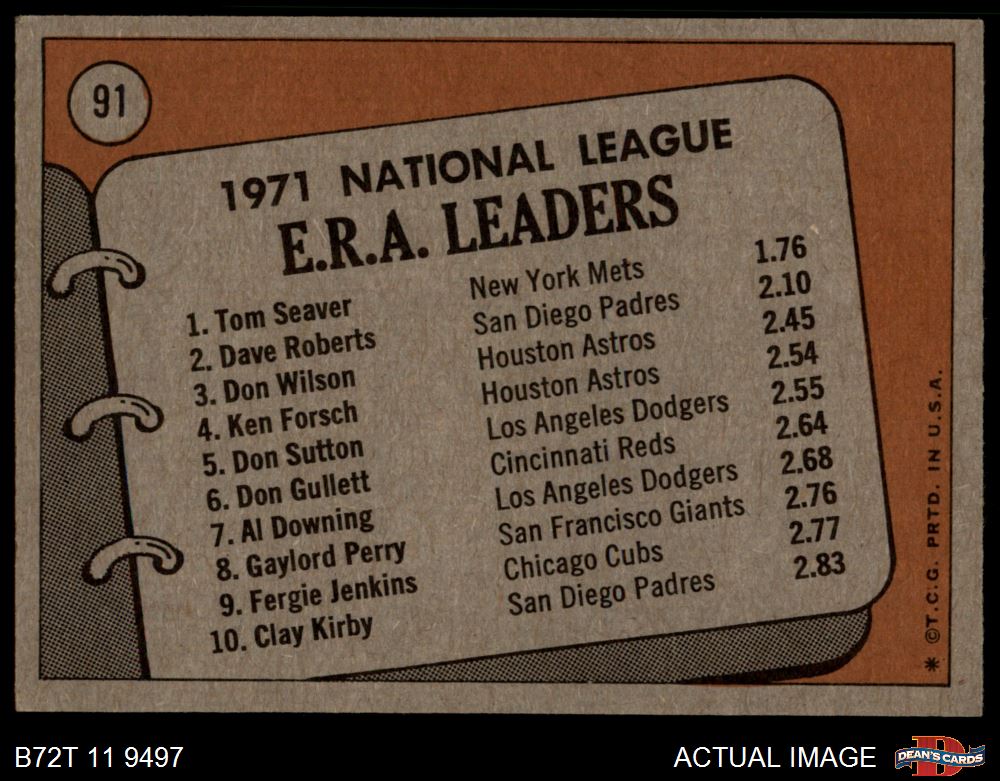 91
1971 NATIONAL LEAGUE
E.R.A. LEADERS
1. Tom Seaver New York Mets 1.76
2. Dave Roberts San Diego Padres 2.10
3. Don Wilson Houston Astros 2.45
4. Ken Forsch Houston Astros 2.54
5. Don Sutton Los Angeles Dodgers 2.55
6. Don Gullett Cincinnati Reds 2.64
7. Al Downing Los Angeles Dodgers 2.68
8. Gaylord Perry San Francisco Giants 2.76
9. Fergie Jenkins Chicago Cubs 2.77
10. Clay Kirby San Diego Padres 2.83
* ©T.C.G. PRTD. IN U.S.A.
B72T 11 9497
ACTUAL IMAGE
D
DEAN'S CARDS